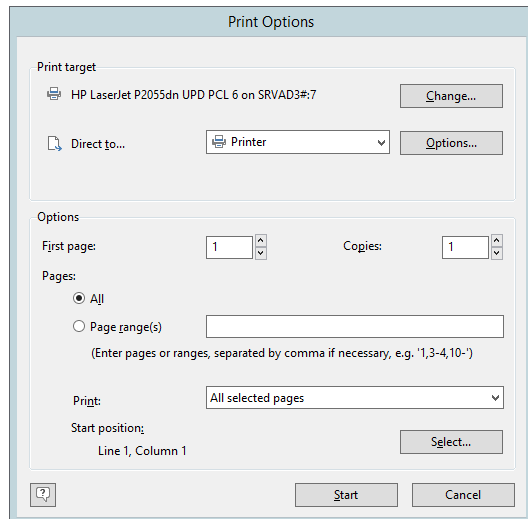 Print Options
Print target
HP LaserJet P2055dn UPD PCL 6 on SRVAD3#:7
Change...
Direct to...
Printer
Options...
Options
First page:
1
Copies:
1
Pages:
All
Page range(s)
(Enter pages or ranges, separated by comma if necessary, e.g. '1,3-4,10-')
Print:
All selected pages
Start position:
Line 1, Column 1
Select...
?
Start
Cancel